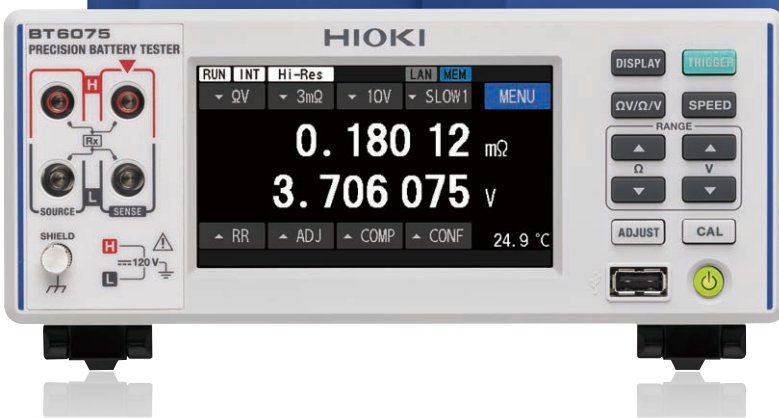 BT6075
PRECISION BATTERY TESTER
HIOKI
H
Rx
L
SOURCE
SENSE
SHIELD
H
L
120 V
RUN INT Hi-Res LAN MEM
ΩV 3mΩ 10V SLOW1 MENU
0.180 12 mΩ
3.706 075 V
RR ADJ COMP CONF 24.9 °C
DISPLAY TRIGGER
ΩV/Ω/V SPEED
RANGE
Ω V
ADJUST CAL